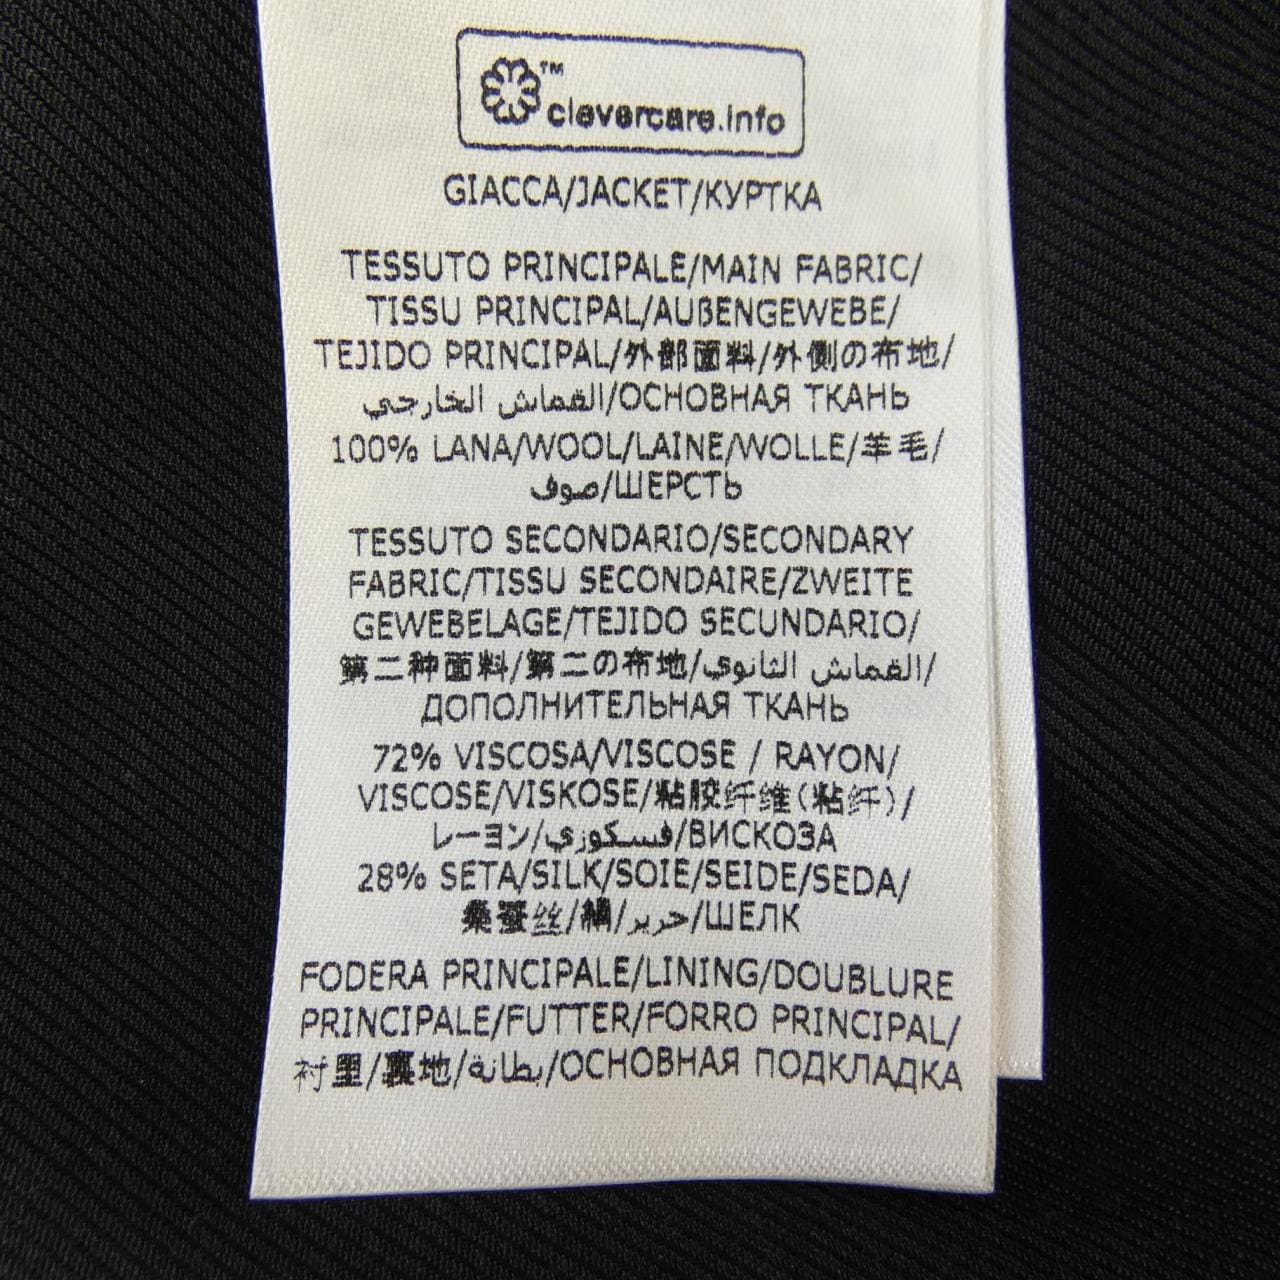 ™
clevercare.info
GIACCA/JACKET/КУРТКА
TESSUTO PRINCIPALE/MAIN FABRIC/
TISSU PRINCIPAL/AUßENGEWEBE/
TEJIDO PRINCIPAL/外部面料/外側の布地/
القماش الخارجي/ОСНОВНАЯ ТКАНЬ
100% LANA/WOOL/LAINE/WOLLE/羊毛/
صوف/ШЕРСТЬ
TESSUTO SECONDARIO/SECONDARY
FABRIC/TISSU SECONDAIRE/ZWEITE
GEWEBELAGE/TEJIDO SECUNDARIO/
第二种面料/第二の布地/القماش الثانوي/
ДОПОЛНИТЕЛЬНАЯ ТКАНЬ
72% VISCOSA/VISCOSE / RAYON/
VISCOSE/VISKOSE/粘胶纤维(粘纤)/
レーヨン/فسكوزي/ВИСКОЗА
28% SETA/SILK/SOIE/SEIDE/SEDA/
桑蚕丝/絹/حرير/ШЕЛК
FODERA PRINCIPALE/LINING/DOUBLURE
PRINCIPALE/FUTTER/FORRO PRINCIPAL/
衬里/裏地/بطانة/ОСНОВНАЯ ПОДКЛАДКА